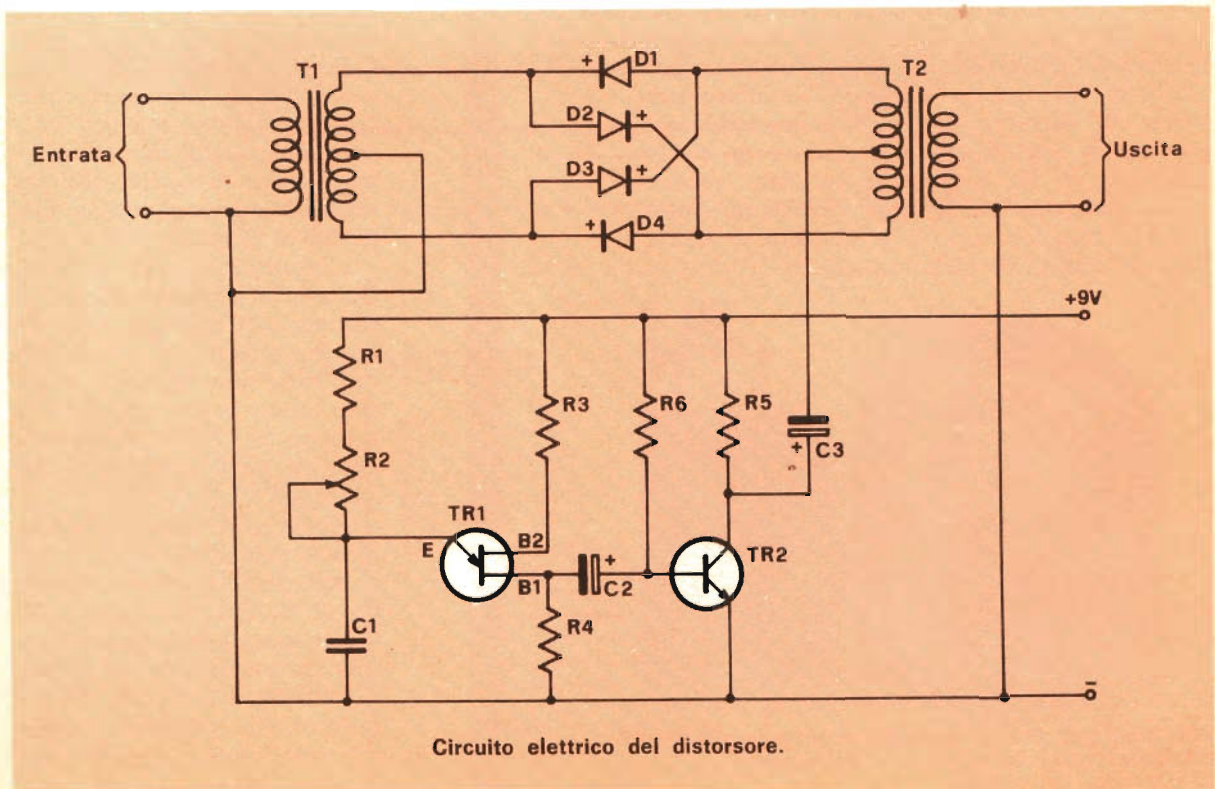 T1
D1
T2
D2
+
+
Entrata
D3
+
Uscita
+
D4
+9V
R1
R3
R6
R5
R2
+
C3
TR1
E
B2
B1
+
C2
TR2
C1
R4
-
Circuito elettrico del distorsore.